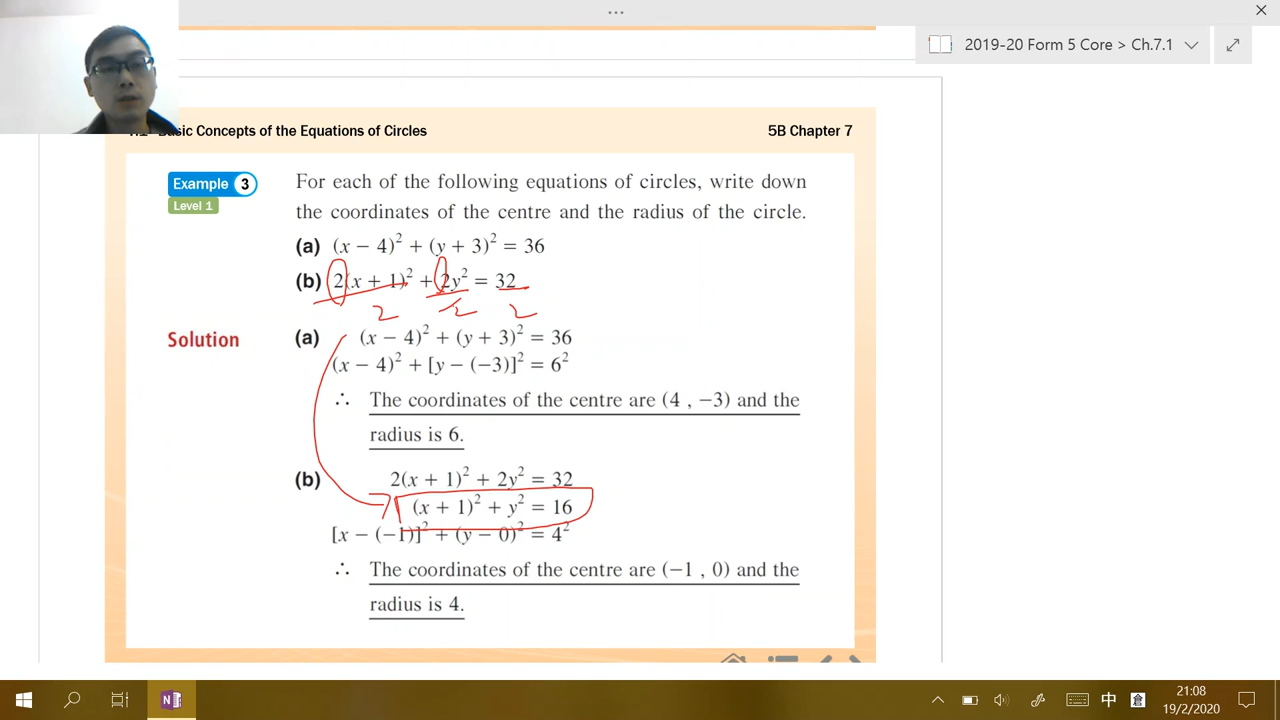 2019-20 Form 5 Core > Ch.7.1
Basic Concepts of the Equations of Circles
5B Chapter 7
Example 3
Level 1
For each of the following equations of circles, write down
the coordinates of the centre and the radius of the circle.
(a) (x − 4)² + (y + 3)² = 36
(b) 2(x + 1)² + 2y² = 32
2 2 2
Solution
(a) (x − 4)² + (y + 3)² = 36
(x − 4)² + [y − (−3)]² = 6²
∴ The coordinates of the centre are (4 , −3) and the
radius is 6.
(b) 2(x + 1)² + 2y² = 32
(x + 1)² + y² = 16
[x − (−1)]² + (y − 0)² = 4²
∴ The coordinates of the centre are (−1 , 0) and the
radius is 4.
N
中
倉
21:08
19/2/2020